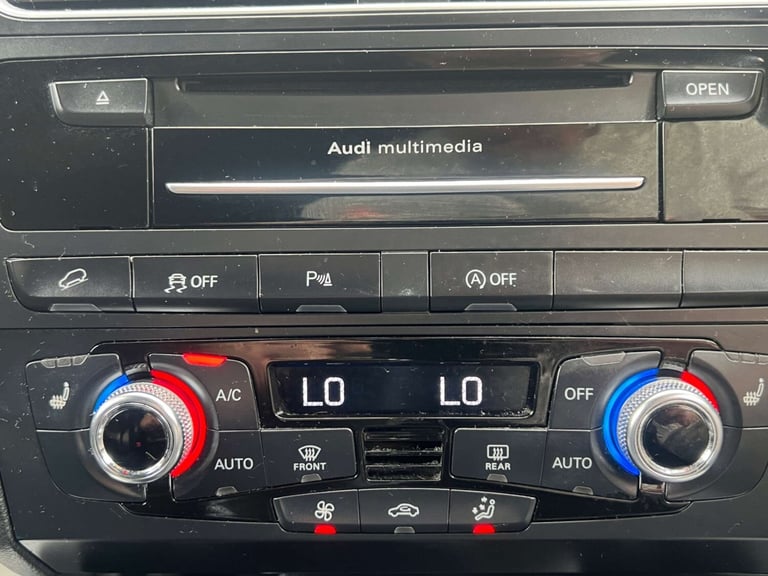 OPEN
Audi multimedia
OFF
P
A OFF
A/C
LO LO
OFF
AUTO
FRONT
REAR
AUTO